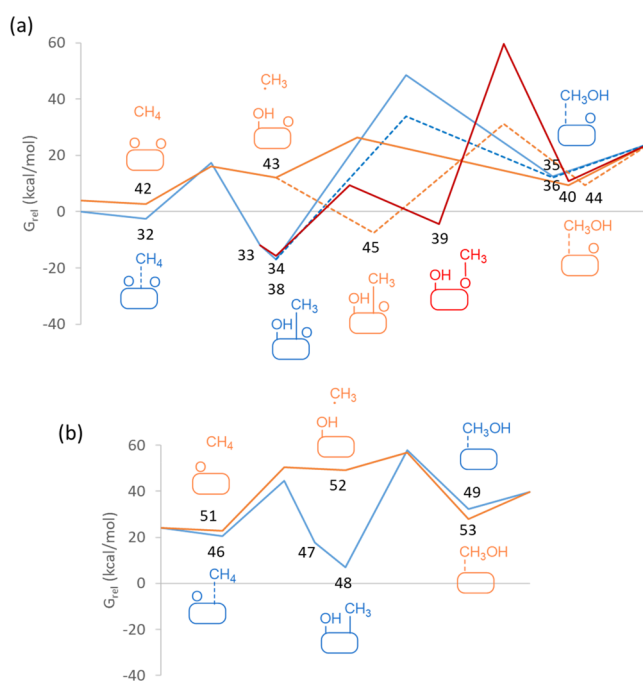 (a)
60
40
20
0
-20
-40
G_rel (kcal/mol)
CH4
O O
42
·CH3
OH
O
43
CH3OH
O
32
33
34
38
45
39
35
36
40
44
CH4
O O
CH3
OH
O
CH3
OH
O
CH3
OH O
CH3OH
O
(b)
60
40
20
0
-20
-40
G_rel (kcal/mol)
CH4
O
51
·CH3
OH
52
CH3OH
49
46
47
48
53
CH4
O
OH CH3
CH3OH